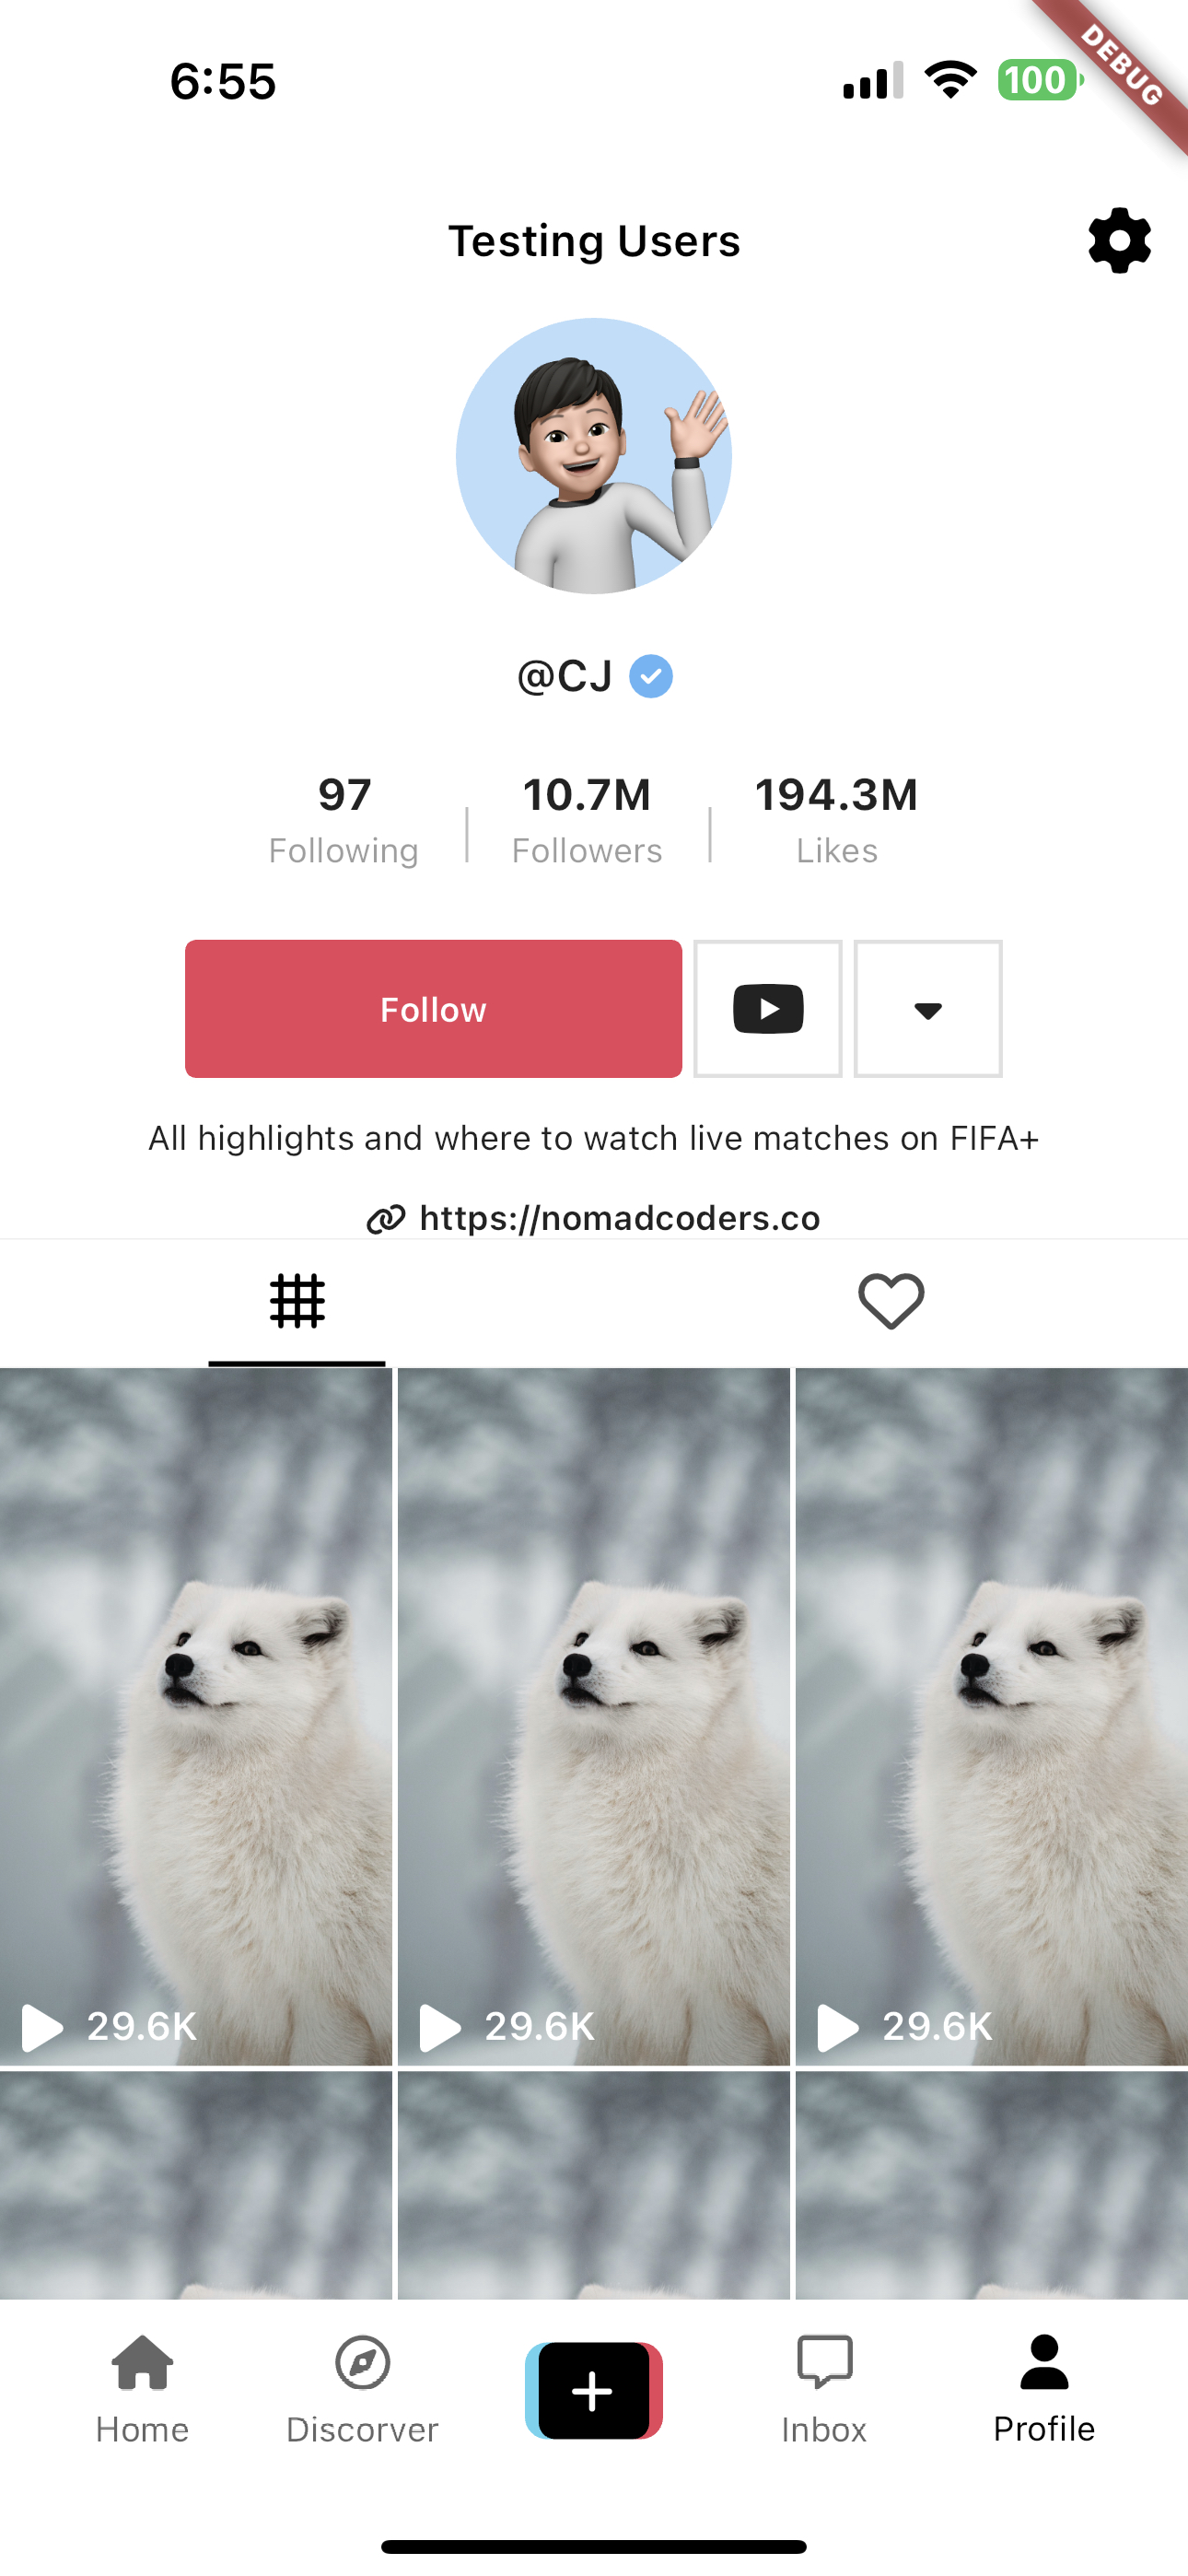 6:55
100
DEBUG
Testing Users
@CJ
97 10.7M 194.3M
Following Followers Likes
Follow
All highlights and where to watch live matches on FIFA+
https://nomadcoders.co
29.6K 29.6K 29.6K
Home Discorver Inbox Profile